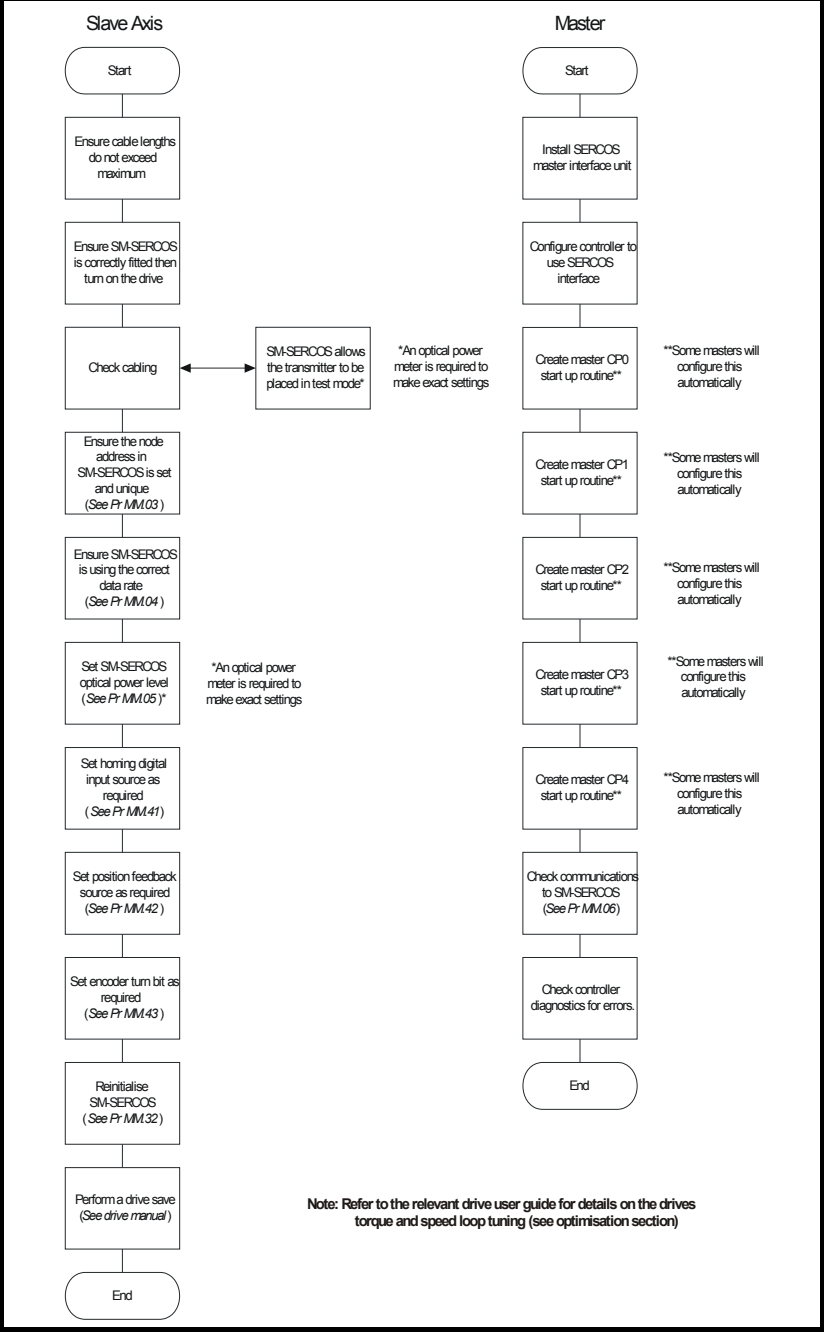 Slave Axis
Start
Ensure cable lengths
do not exceed
maximum
Ensure SM-SERCOS
is correctly fitted then
turn on the drive
Check cabling
SM-SERCOS allows
the transmitter to be
placed in test mode*
*An optical power
meter is required to
make exact settings
Ensure the node
address in
SM-SERCOS is set
and unique
(See Pr MM.03)
Ensure SM-SERCOS
is using the correct
data rate
(See Pr MM.04)
Set SM-SERCOS
optical power level
(See Pr MM.05)*
*An optical power
meter is required to
make exact settings
Set homing digital
input source as
required
(See Pr MM.41)
Set position feedback
source as required
(See Pr MM.42)
Set encoder turn bit as
required
(See Pr MM.43)
Reinitialise
SM-SERCOS
(See Pr MM.32)
Perform a drive save
(See drive manual)
End
Master
Start
Install SERCOS
master interface unit
Configure controller to
use SERCOS
interface
Create master CP0
start up routine**
**Some masters will
configure this
automatically
Create master CP1
start up routine**
**Some masters will
configure this
automatically
Create master CP2
start up routine**
**Some masters will
configure this
automatically
Create master CP3
start up routine**
**Some masters will
configure this
automatically
Create master CP4
start up routine**
**Some masters will
configure this
automatically
Check communications
to SM-SERCOS
(See Pr MM.06)
Check controller
diagnostics for errors.
End
Note: Refer to the relevant drive user guide for details on the drives
torque and speed loop tuning (see optimisation section)